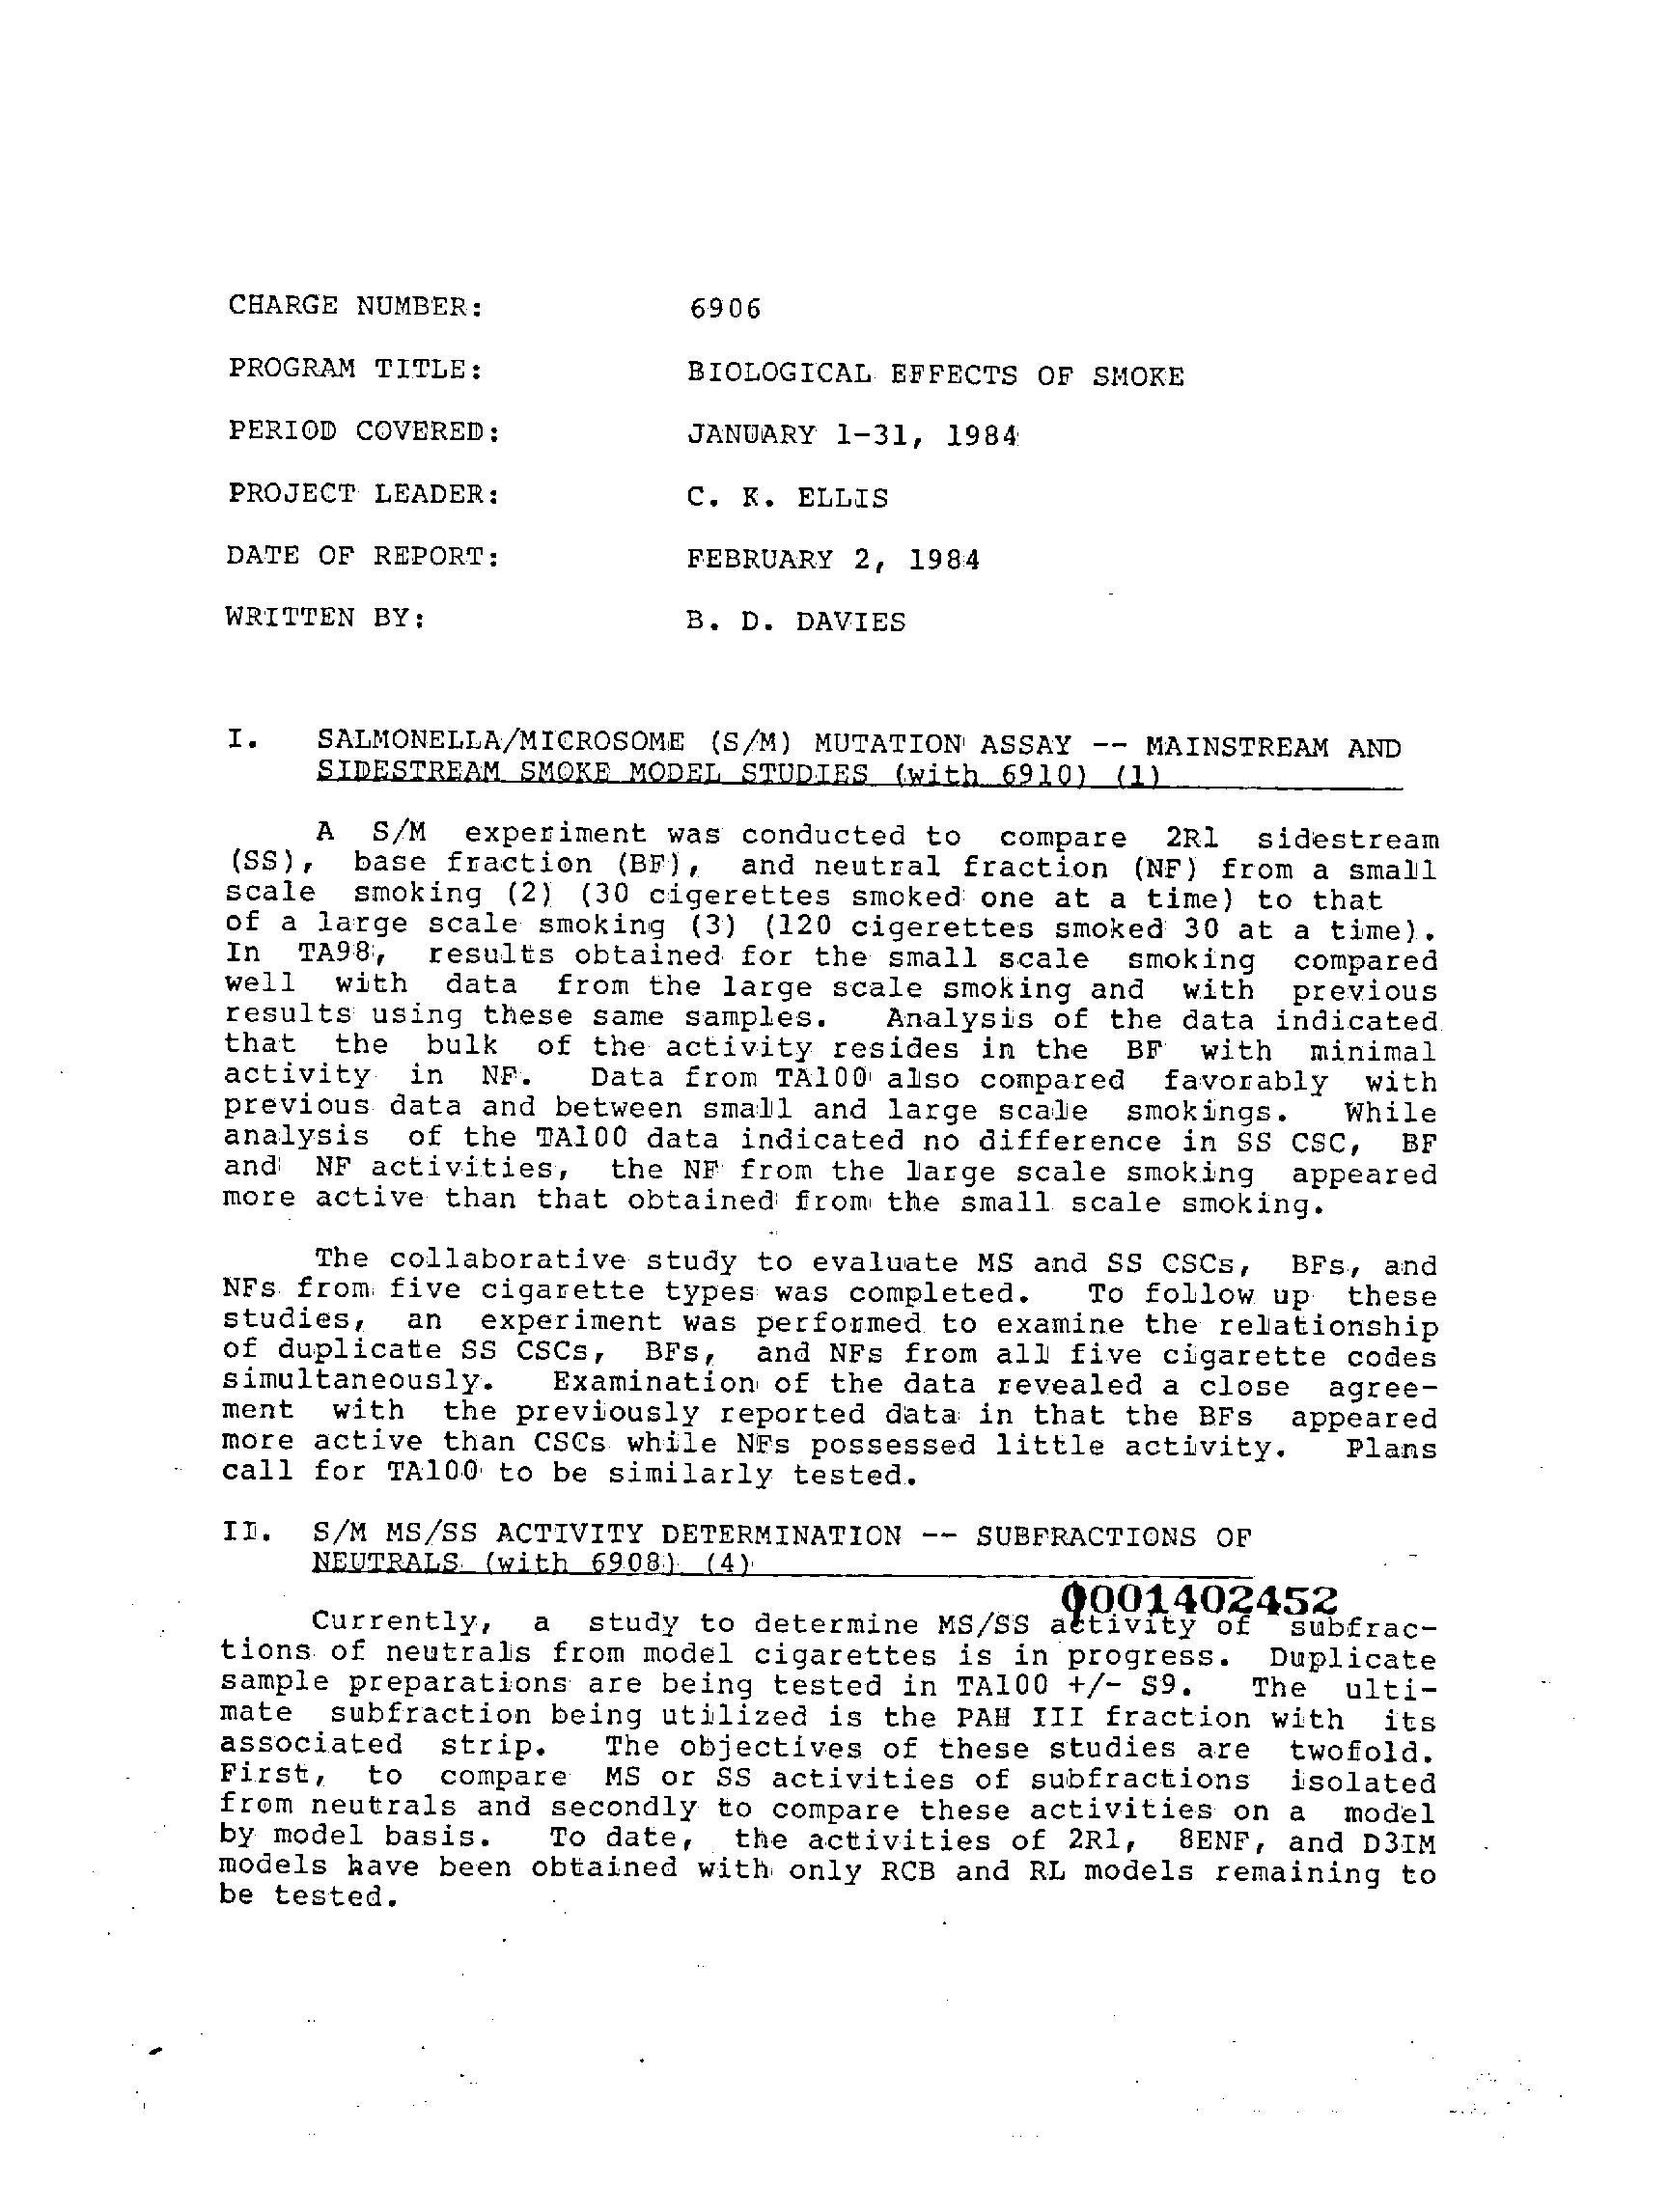 CHARGE NUMBER: 6906
PROGRAM TITLE: BIOLOGICAL EFFECTS OF SMOKE
PERIOD COVERED: JANUARY 1-31, 1984
PROJECT LEADER: C. K. ELLIS
DATE OF REPORT: FEBRUARY 2, 1984
WRITTEN BY: B. D. DAVIES
I. SALMONELLA/MICROSOME (S/M) MUTATION ASSAY -- MAINSTREAM AND
SIDESTREAM SMOKE MODEL STUDIES (with 6910) (1)
A S/M experiment was conducted to compare 2R1 sidestream
(SS), base fraction (BF), and neutral fraction (NF) from a small
scale smoking (2) (30 cigerettes smoked one at a time) to that
of a large scale smoking (3) (120 cigerettes smoked 30 at a time).
In TA98, results obtained for the small scale smoking compared
well with data from the large scale smoking and with previous
results using these same samples. Analysis of the data indicated
that the bulk of the activity resides in the BF with minimal
activity in NF. Data from TA100 also compared favorably with
previous data and between small and large scale smokings. While
analysis of the TA100 data indicated no difference in SS CSC, BF
and NF activities, the NF from the large scale smoking appeared
more active than that obtained from the small scale smoking.
The collaborative study to evaluate MS and SS CSCs, BFs, and
NFs from five cigarette types was completed. To follow up these
studies, an experiment was performed to examine the relationship
of duplicate SS CSCs, BFs, and NFs from all five cigarette codes
simultaneously. Examination of the data revealed a close agree-
ment with the previously reported data in that the BFs appeared
more active than CSCs while NFs possessed little activity. Plans
call for TA100 to be similarly tested.
II. S/M MS/SS ACTIVITY DETERMINATION -- SUBFRACTIONS OF
NEUTRALS (with 6908) (4)
0001402452
Currently, a study to determine MS/SS activity of subfrac-
tions of neutrals from model cigarettes is in progress. Duplicate
sample preparations are being tested in TA100 +/- S9. The ulti-
mate subfraction being utilized is the PAH III fraction with its
associated strip. The objectives of these studies are twofold.
First, to compare MS or SS activities of subfractions isolated
from neutrals and secondly to compare these activities on a model
by model basis. To date, the activities of 2R1, 8ENF, and D3IM
models have been obtained with only RCB and RL models remaining to
be tested.